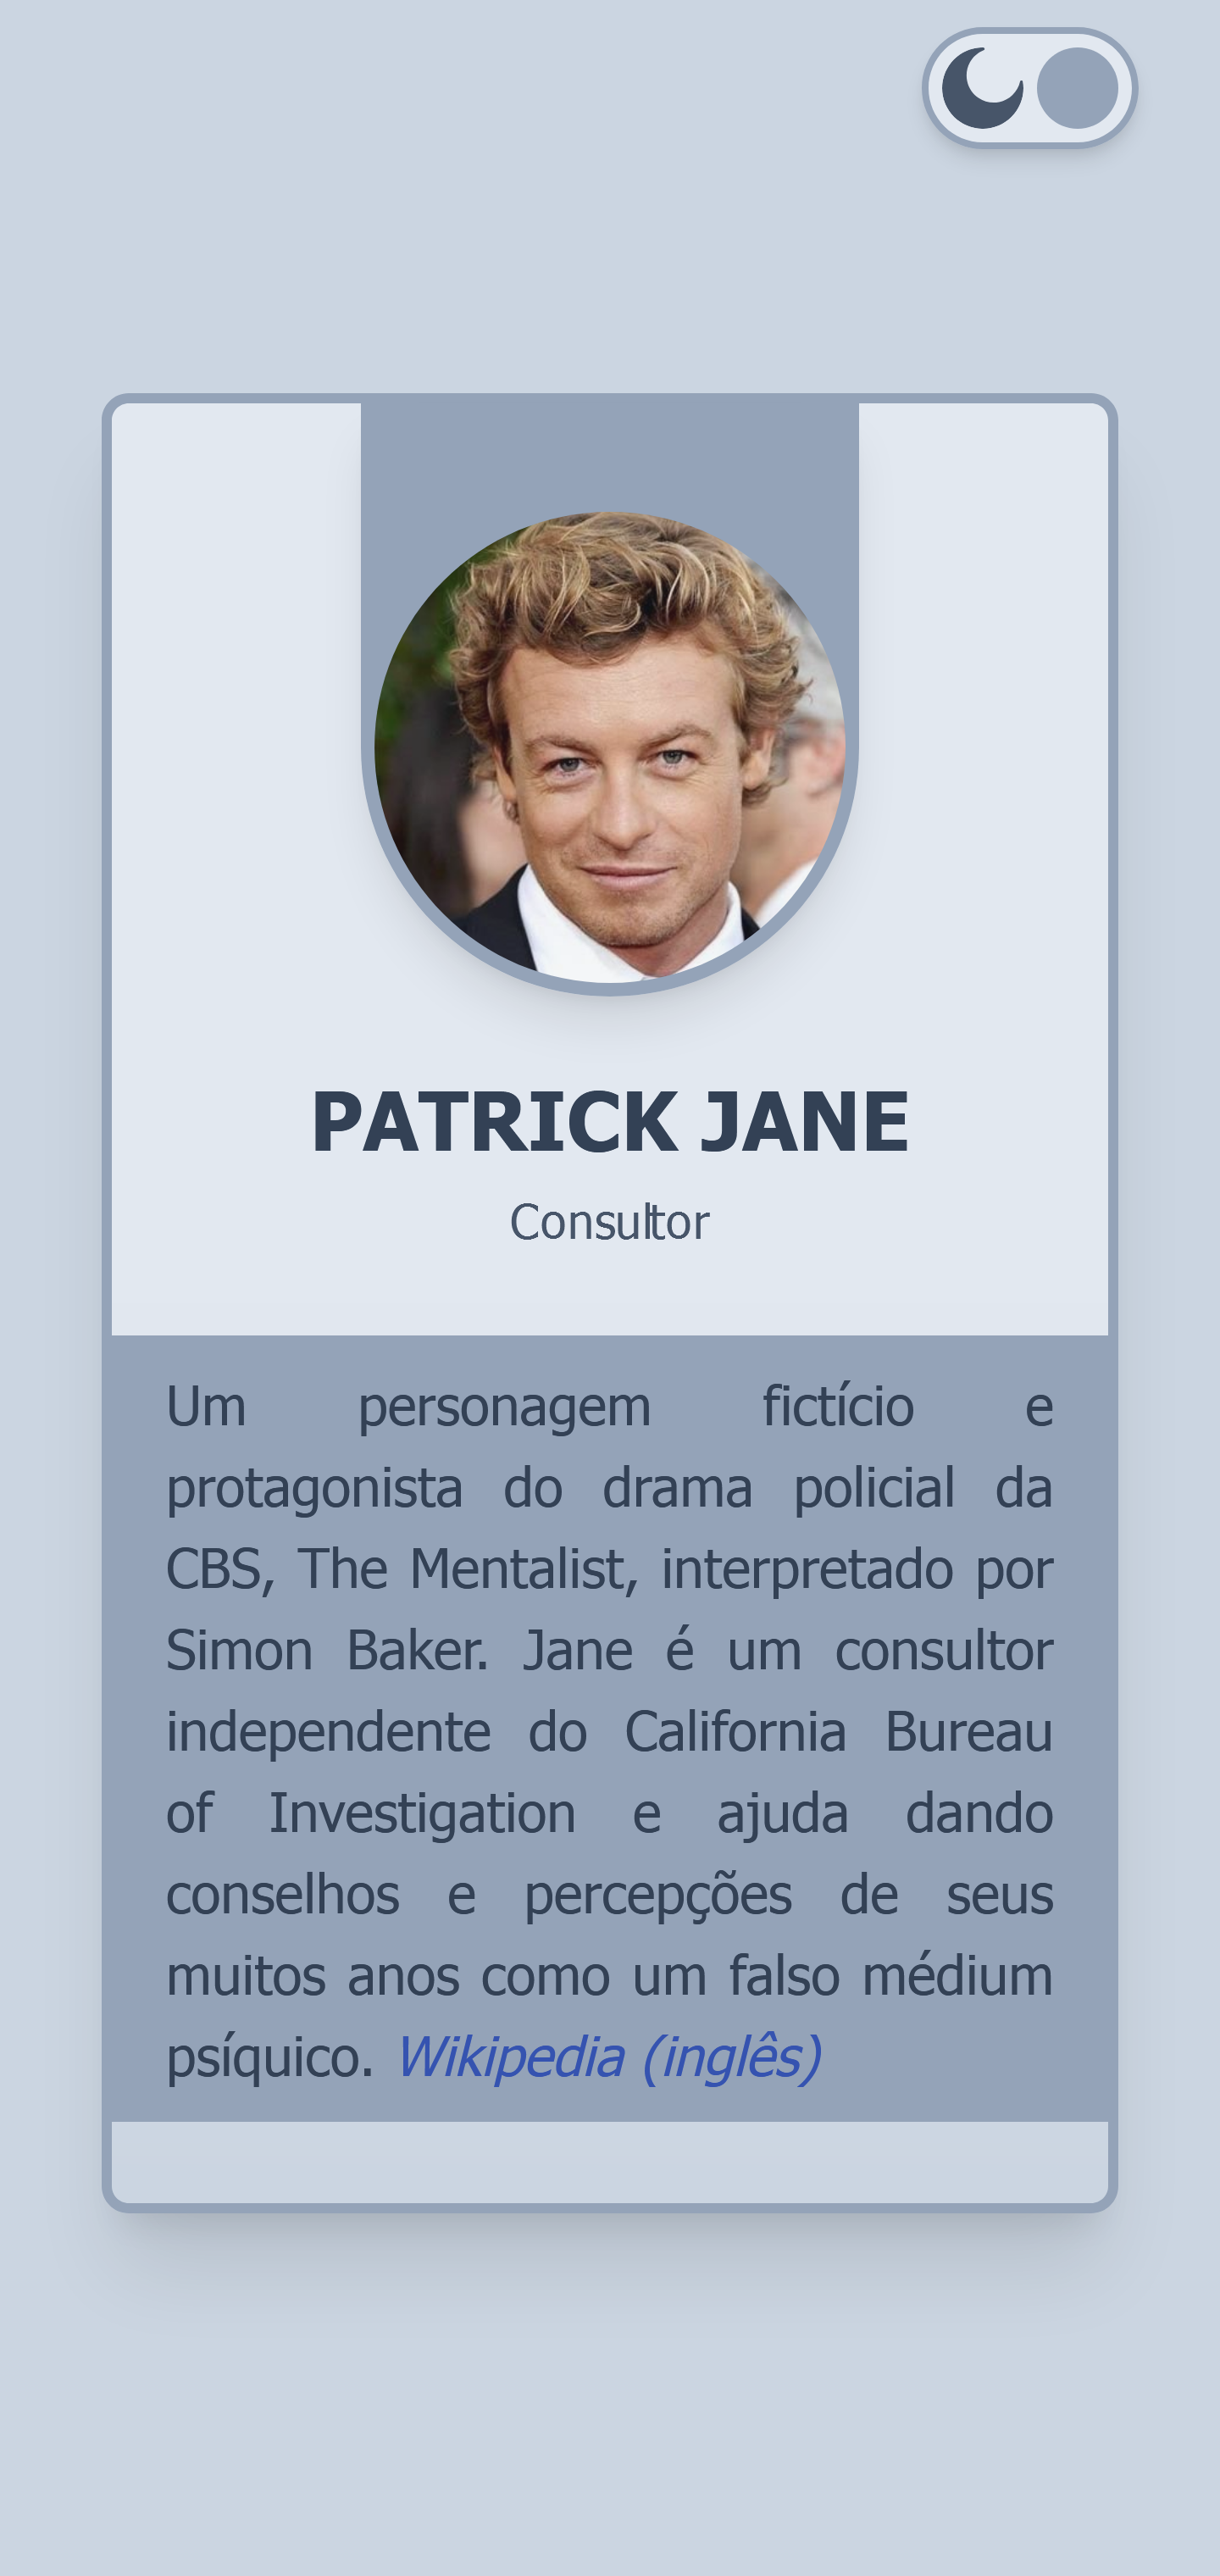 PATRICK JANE
Consultor
Um personagem fictício e
protagonista do drama policial da
CBS, The Mentalist, interpretado por
Simon Baker. Jane é um consultor
independente do California Bureau
of Investigation e ajuda dando
conselhos e percepções de seus
muitos anos como um falso médium
psíquico. Wikipedia (inglês)